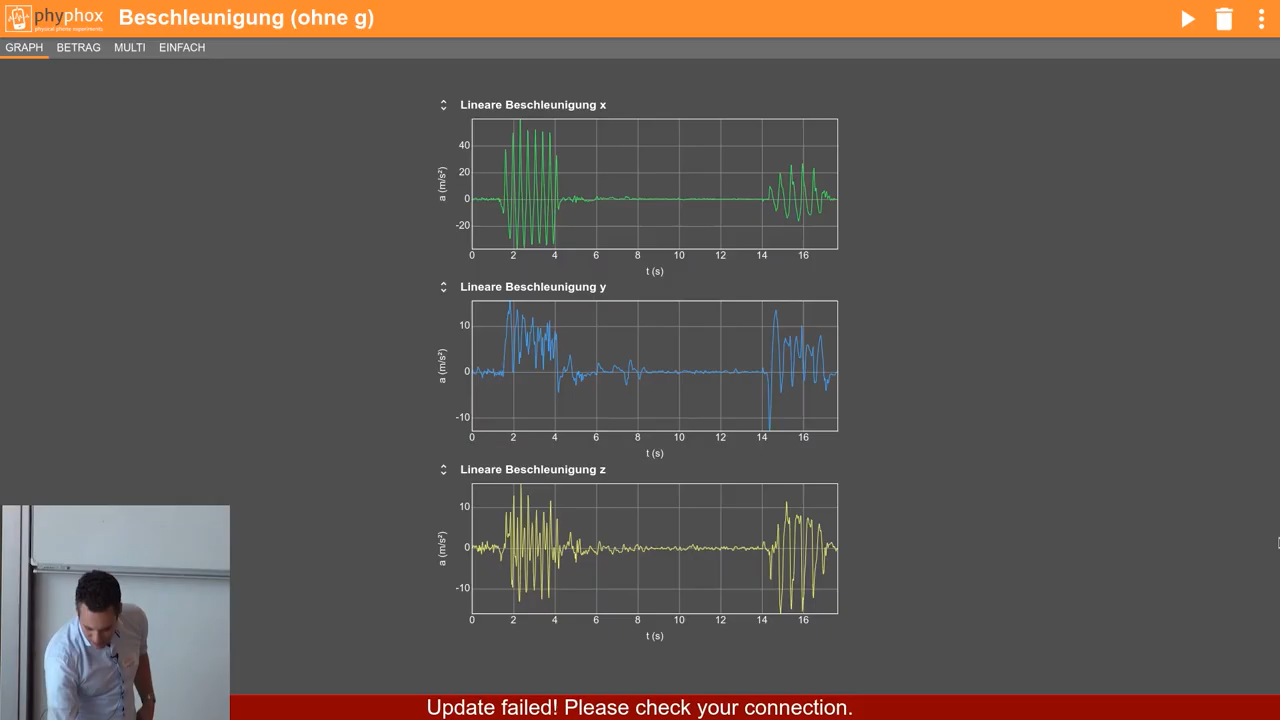 phyphox
physical phone experiments
Beschleunigung (ohne g)
GRAPH BETRAG MULTI EINFACH
Lineare Beschleunigung x
a (m/s²)
40
20
0
-20
0 2 4 6 8 10 12 14 16
t (s)
Lineare Beschleunigung y
a (m/s²)
10
0
-10
0 2 4 6 8 10 12 14 16
t (s)
Lineare Beschleunigung z
a (m/s²)
10
0
-10
0 2 4 6 8 10 12 14 16
t (s)
Update failed! Please check your connection.